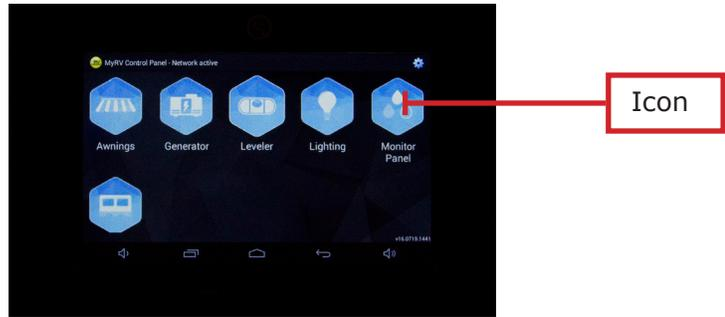 MyRV Control Panel - Network active
Icon
Awnings
Generator
Leveler
Lighting
Monitor
Panel
v16.0719.1441